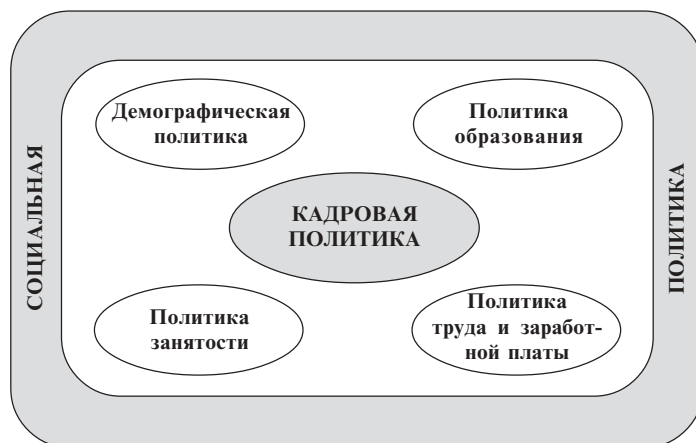 СОЦИАЛЬНАЯ
Демографическая
политика
Политика
образования
КАДРОВАЯ
ПОЛИТИКА
Политика
занятости
Политика
труда и заработ-
ной платы
ПОЛИТИКА